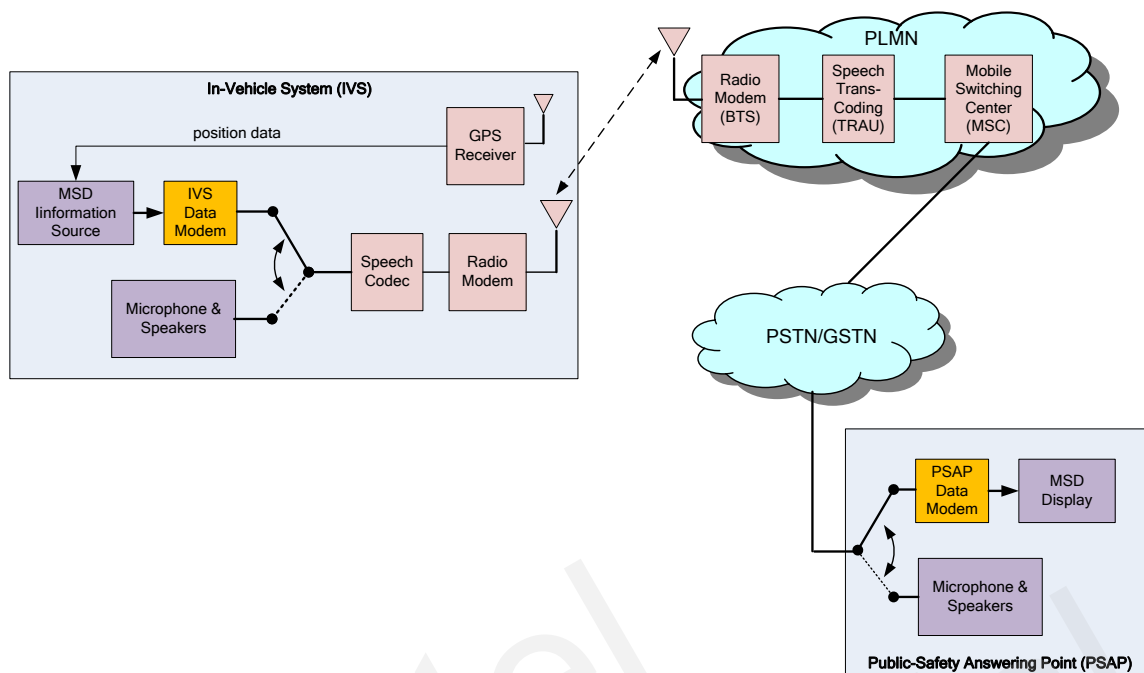 PLMN
Radio
Modem
(BTS)
Speech
Trans-
Coding
(TRAU)
Mobile
Switching
Center
(MSC)
In-Vehicle System (IVS)
position data
GPS
Receiver
MSD
Iinformation
Source
IVS
Data
Modem
Speech
Codec
Radio
Modem
Microphone &
Speakers
PSTN/GSTN
PSAP
Data
Modem
MSD
Display
Microphone &
Speakers
Public-Safety Answering Point (PSAP)